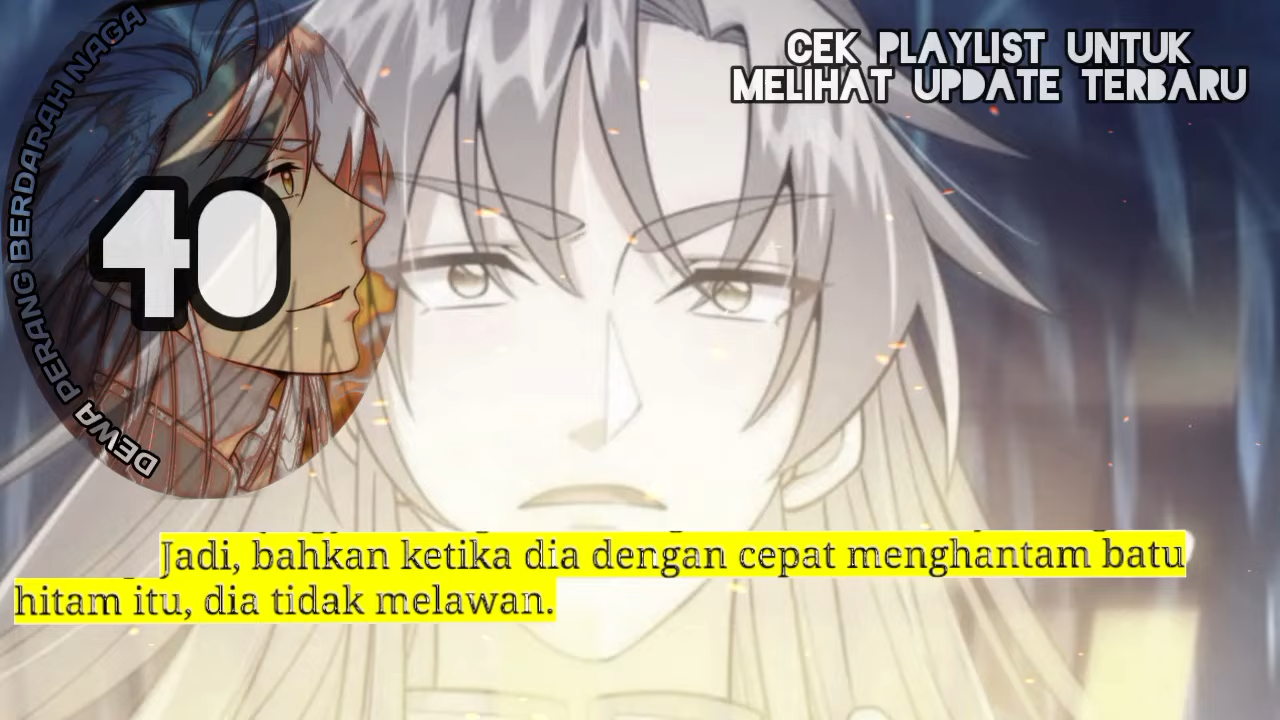 CEK PLAYLIST UNTUK
MELIHAT UPDATE TERBARU
DEWA PERANG BERDARAH NAGA
40
Jadi, bahkan ketika dia dengan cepat menghantam batu
hitam itu, dia tidak melawan.